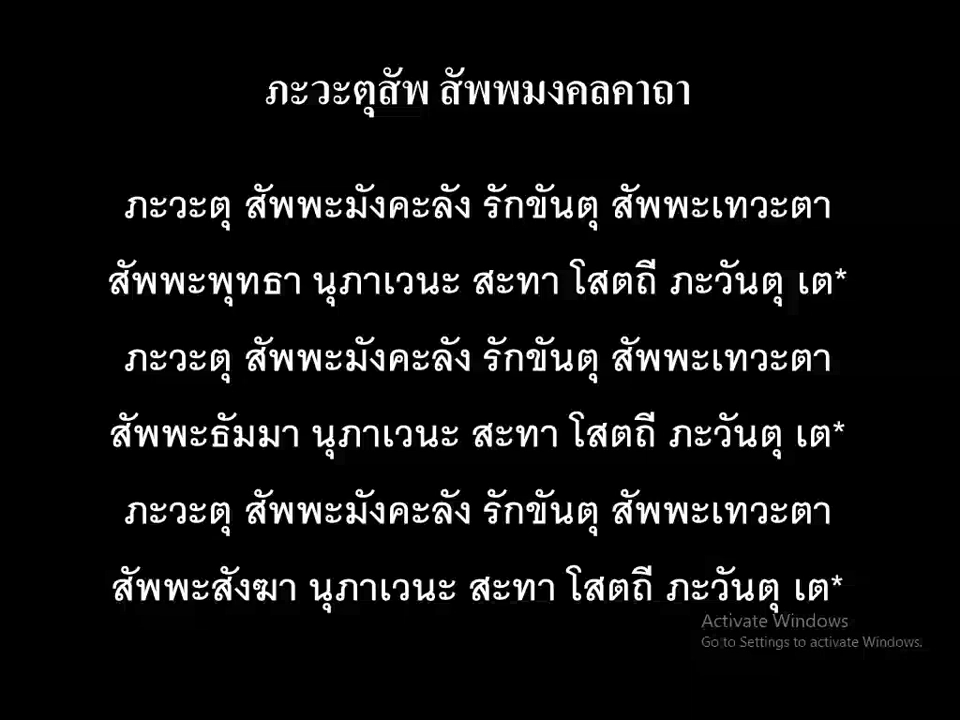 ภะวะตุสัพ สัพพมงคลคาถา
ภะวะตุ สัพพะมังคะลัง รักขันตุ สัพพะเทวะตา
สัพพะพุทธา นุภาเวนะ สะทา โสตถี ภะวันตุ เต*
ภะวะตุ สัพพะมังคะลัง รักขันตุ สัพพะเทวะตา
สัพพะธัมมา นุภาเวนะ สะทา โสตถี ภะวันตุ เต*
ภะวะตุ สัพพะมังคะลัง รักขันตุ สัพพะเทวะตา
สัพพะสังฆา นุภาเวนะ สะทา โสตถี ภะวันตุ เต*
Activate Windows
Go to Settings to activate Windows.